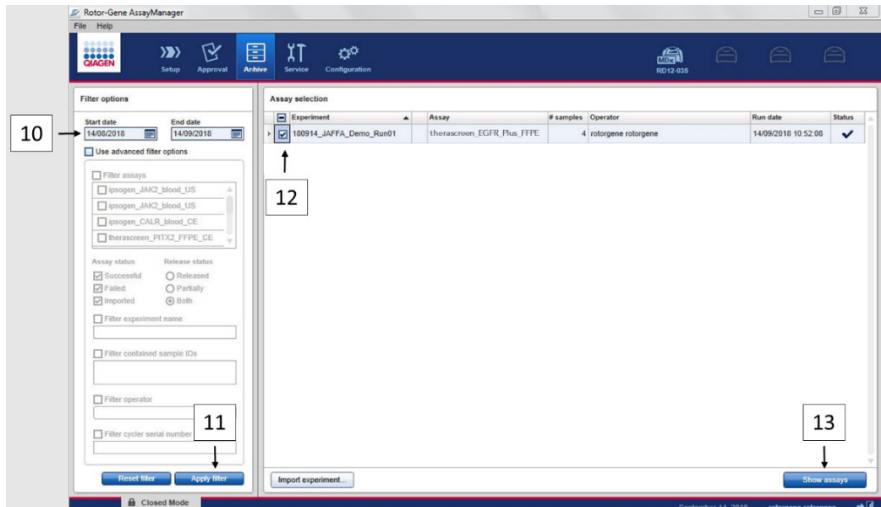 Rotor-Gene AssayManager
File Help
QIAGEN
Setup Approval Archive Service Configuration
MDx
RD12-035
Filter options
Start date End date
14/08/2018 14/09/2018
10
Use advanced filter options
Filter assays
ipsogen_JAK2_blood_US
ipsogen_JAK2_blood_US
ipsogen_CALR_blood_CE
therascreen_PITX2_FFPE_CE
Assay status Release status
Successful Released
Failed Partially
Imported Both
Filter experiment name
Filter contained sample IDs
Filter operator
11
Filter cycler serial number
Reset filter Apply filter
Assay selection
Experiment Assay # samples Operator Run date Status
180914_JAFFA_Demo_Run01 therascreen_EGFR_Plus_FFPE 4 rotorgene rotorgene 14/09/2018 10:52:08
12
13
Import experiment... Show assays
Closed Mode